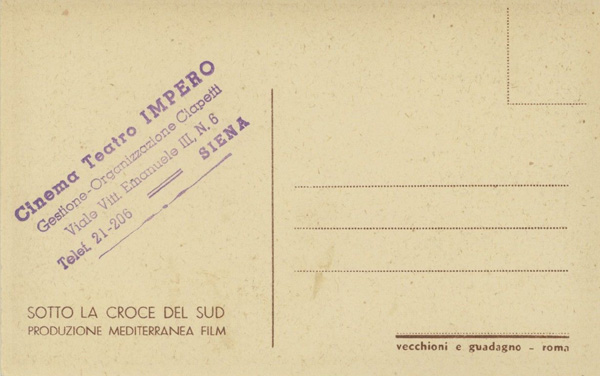 Cinema Teatro IMPERO
Gestione-Organizzazione Ciapetti
Viale Vitt. Emanuele III, N. 6
Telef. 21-206 SIENA
SOTTO LA CROCE DEL SUD
PRODUZIONE MEDITERRANEA FILM
vecchioni e guadagno - roma